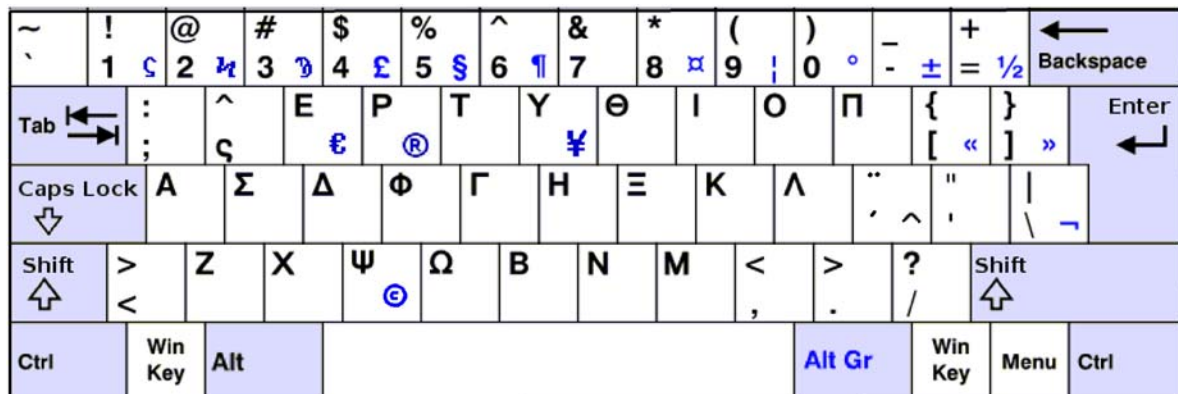 ~ ! @ # $ % ^ & * ( ) _ + Backspace
` 1 ϛ 2 ϟ 3 ϡ 4 £ 5 § 6 ¶ 7 8 ¤ 9 ¦ 0 ° - ± = ½
Tab : ^ Ε Ρ Τ Υ Θ Ι Ο Π { } Enter
; ς € ® ¥ [ « ] »
Caps Lock Α Σ Δ Φ Γ Η Ξ Κ Λ ¨ " |
΄ ^ ' \ ¬
Shift > Ζ Χ Ψ Ω Β Ν Μ < > ? Shift
< © , . /
Ctrl Win Key Alt Alt Gr Win Key Menu Ctrl